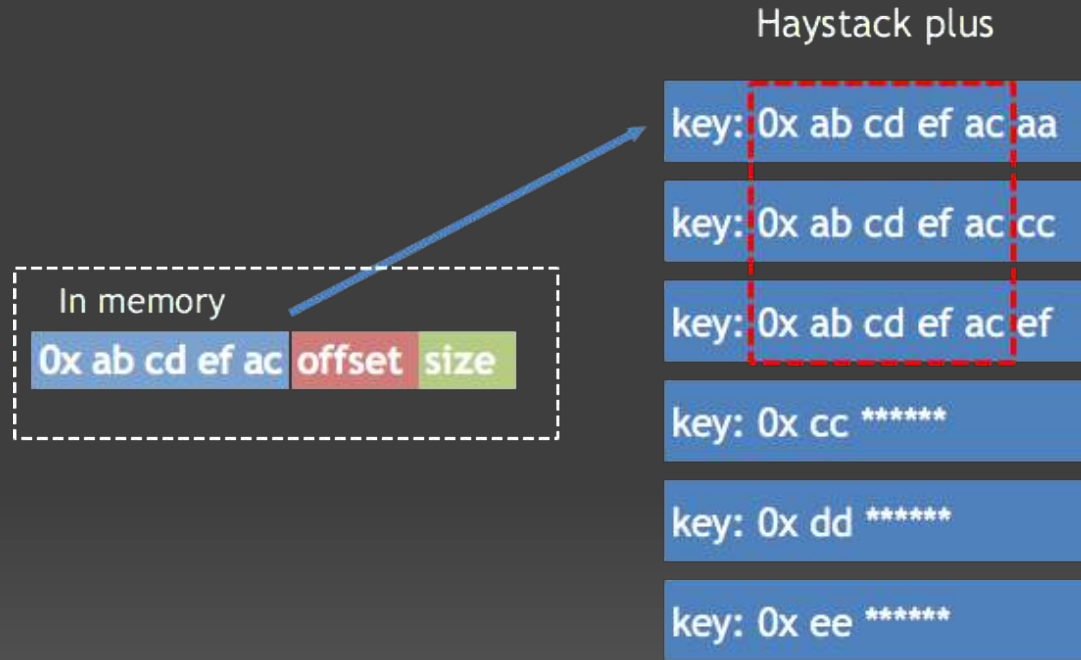 Haystack plus
key: 0x ab cd ef ac aa
key: 0x ab cd ef ac cc
In memory
key: 0x ab cd ef ac ef
0x ab cd ef ac offset size
key: 0x cc ******
key: 0x dd ******
key: 0x ee ******